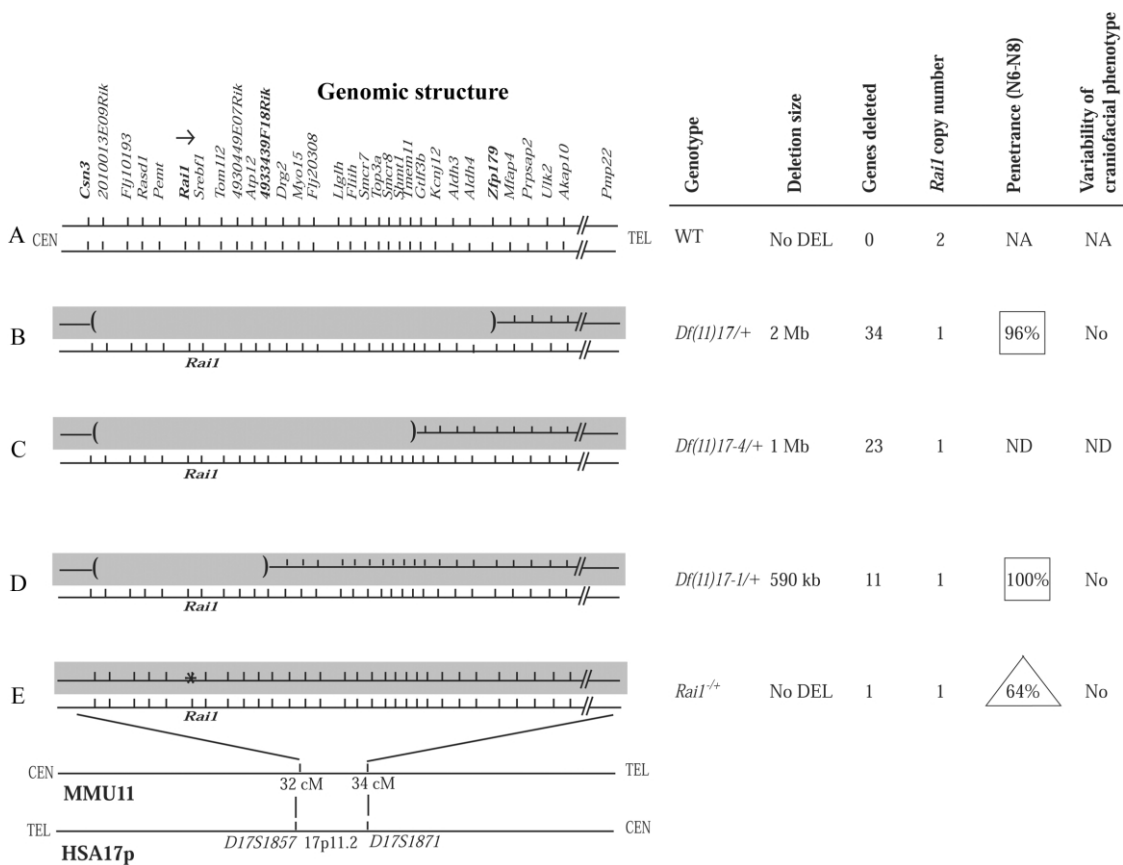 Genomic structure
Csn3
2010013E09Rik
Flj10193
Rasd1
Pemt
Rai1
Srebf1
Tom1l2
4930449E07Rik
Atp12
4933439F18Rik
Drg2
Myo15
Flj20308
Llglh
Fliih
Smcr7
Top3a
Smcr8
Shmt1
Gtf3b
Kcnj12
Aldh3
Aldh4
Zfp179
Mfap4
Prpsap2
Ulk2
Akap10
Pmp22
Genotype
Deletion size
Genes deleted
Rai1 copy number
Penetrance (N6-N8)
Variability of
craniofacial phenotype
A CEN TEL WT No DEL 0 2 NA NA
B Df(11)17/+ 2 Mb 34 1 96% No
Rai1
C Df(11)17-4/+ 1 Mb 23 1 ND ND
Rai1
D Df(11)17-1/+ 590 kb 11 1 100% No
Rai1
E * Rai1-/+ No DEL 1 1 64% No
Rai1
CEN TEL
MMU11 32 cM 34 cM
TEL CEN
HSA17p D17S1857 17p11.2 D17S1871